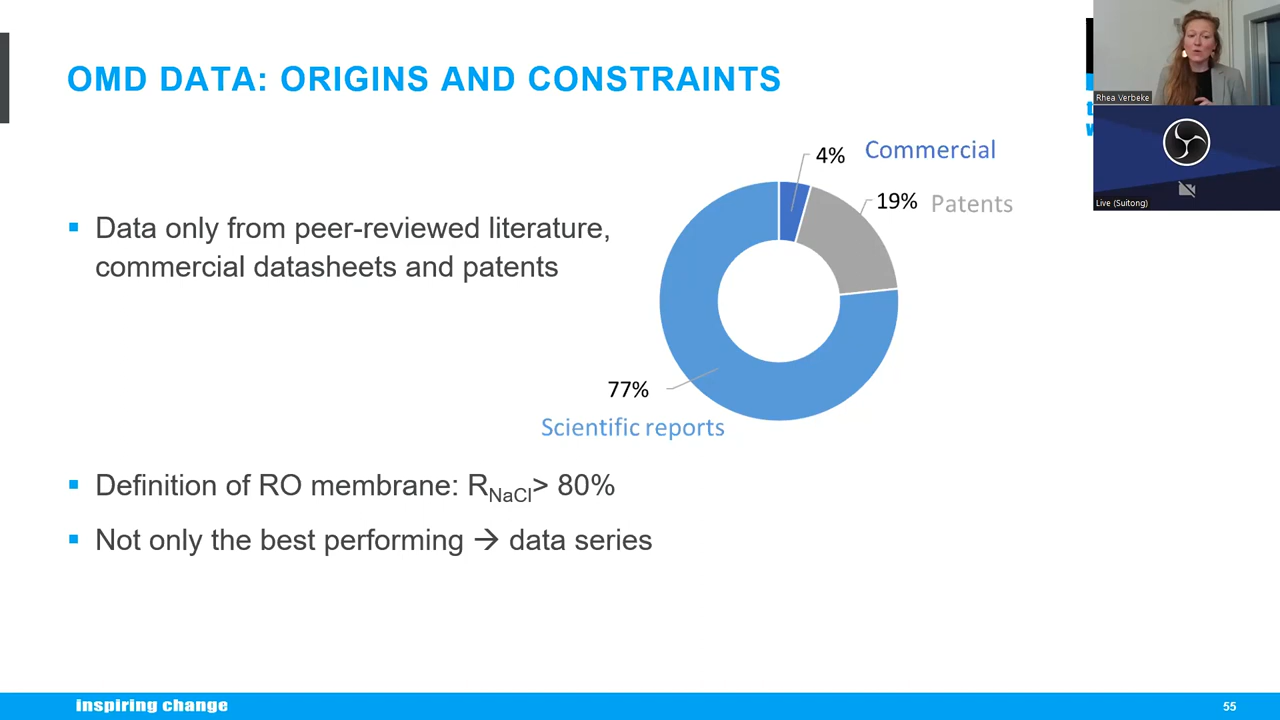 OMD DATA: ORIGINS AND CONSTRAINTS
Rhea Verbeke
Live (Suitong)
4% Commercial
19% Patents
▪ Data only from peer-reviewed literature,
commercial datasheets and patents
77%
Scientific reports
▪ Definition of RO membrane: RNaCl> 80%
▪ Not only the best performing → data series
inspiring change
55